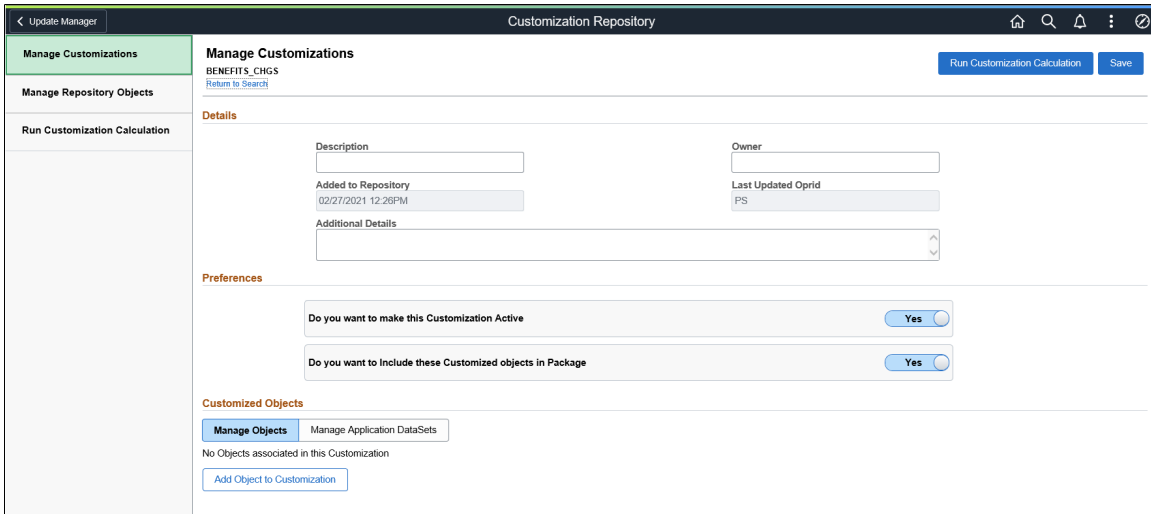 Update Manager
Customization Repository
Manage Customizations
Manage Repository Objects
Run Customization Calculation
Manage Customizations
BENEFITS_CHGS
Return to Search
Run Customization Calculation
Save
Details
Description
Owner
Added to Repository
Last Updated Oprid
02/27/2021 12:26PM
PS
Additional Details
Preferences
Do you want to make this Customization Active
Yes
Do you want to Include these Customized objects in Package
Yes
Customized Objects
Manage Objects
Manage Application DataSets
No Objects associated in this Customization
Add Object to Customization